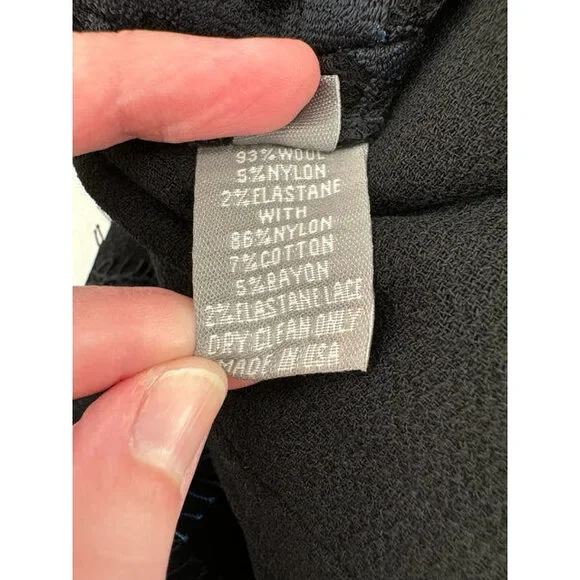 93% WOOL
5% NYLON
2% ELASTANE
WITH
86% NYLON
7% COTTON
5% RAYON
2% ELASTANE LACE
DRY CLEAN ONLY
MADE IN USA